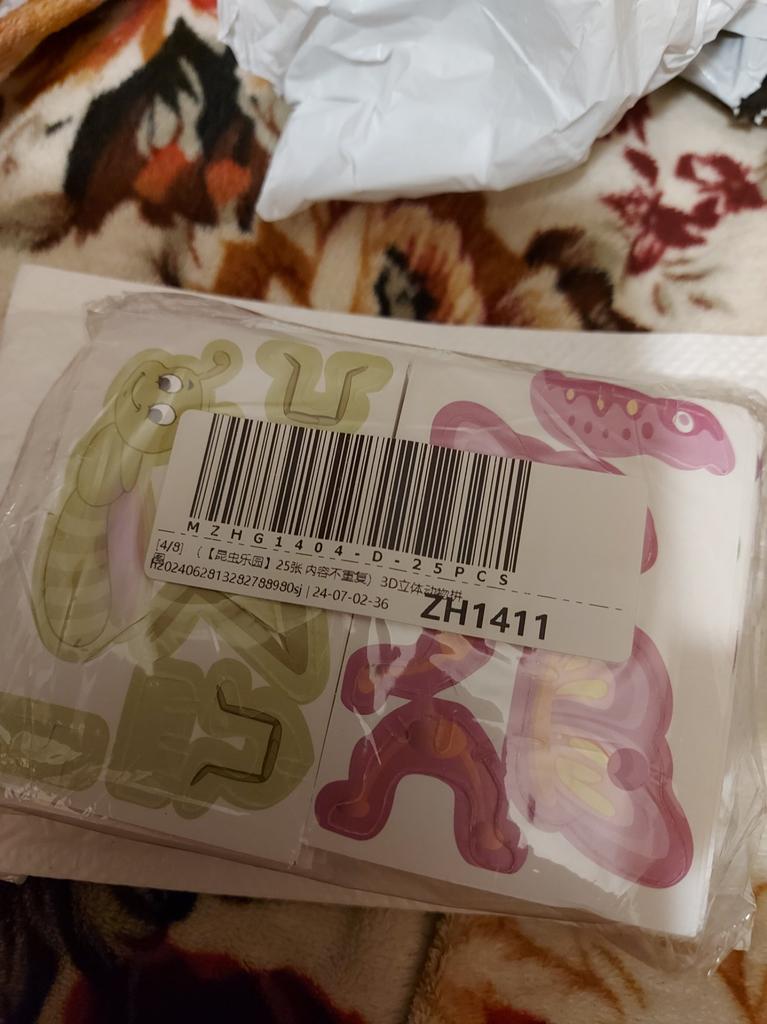 MZHG1404-D-25PCS
[4/8] (【昆虫乐园】25张 内容不重复) 3D立体动物拼
图
H2024062813282788980sj | 24-07-02-36
ZH1411